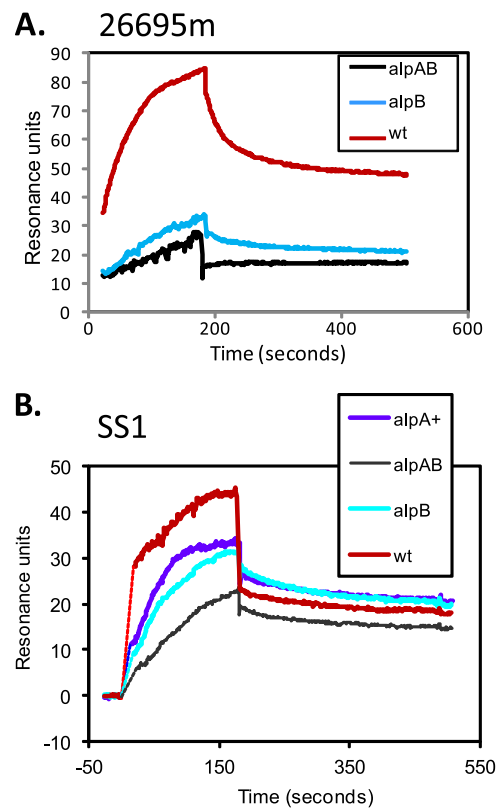 A. 26695m
90
80
70
60
50
40
30
20
10
0
Resonance units
alpAB
alpB
wt
0 200 400 600
Time (seconds)
B. SS1
alpA+
alpAB
alpB
wt
50
40
30
20
10
0
-10
Resonance units
-50 150 350 550
Time (seconds)